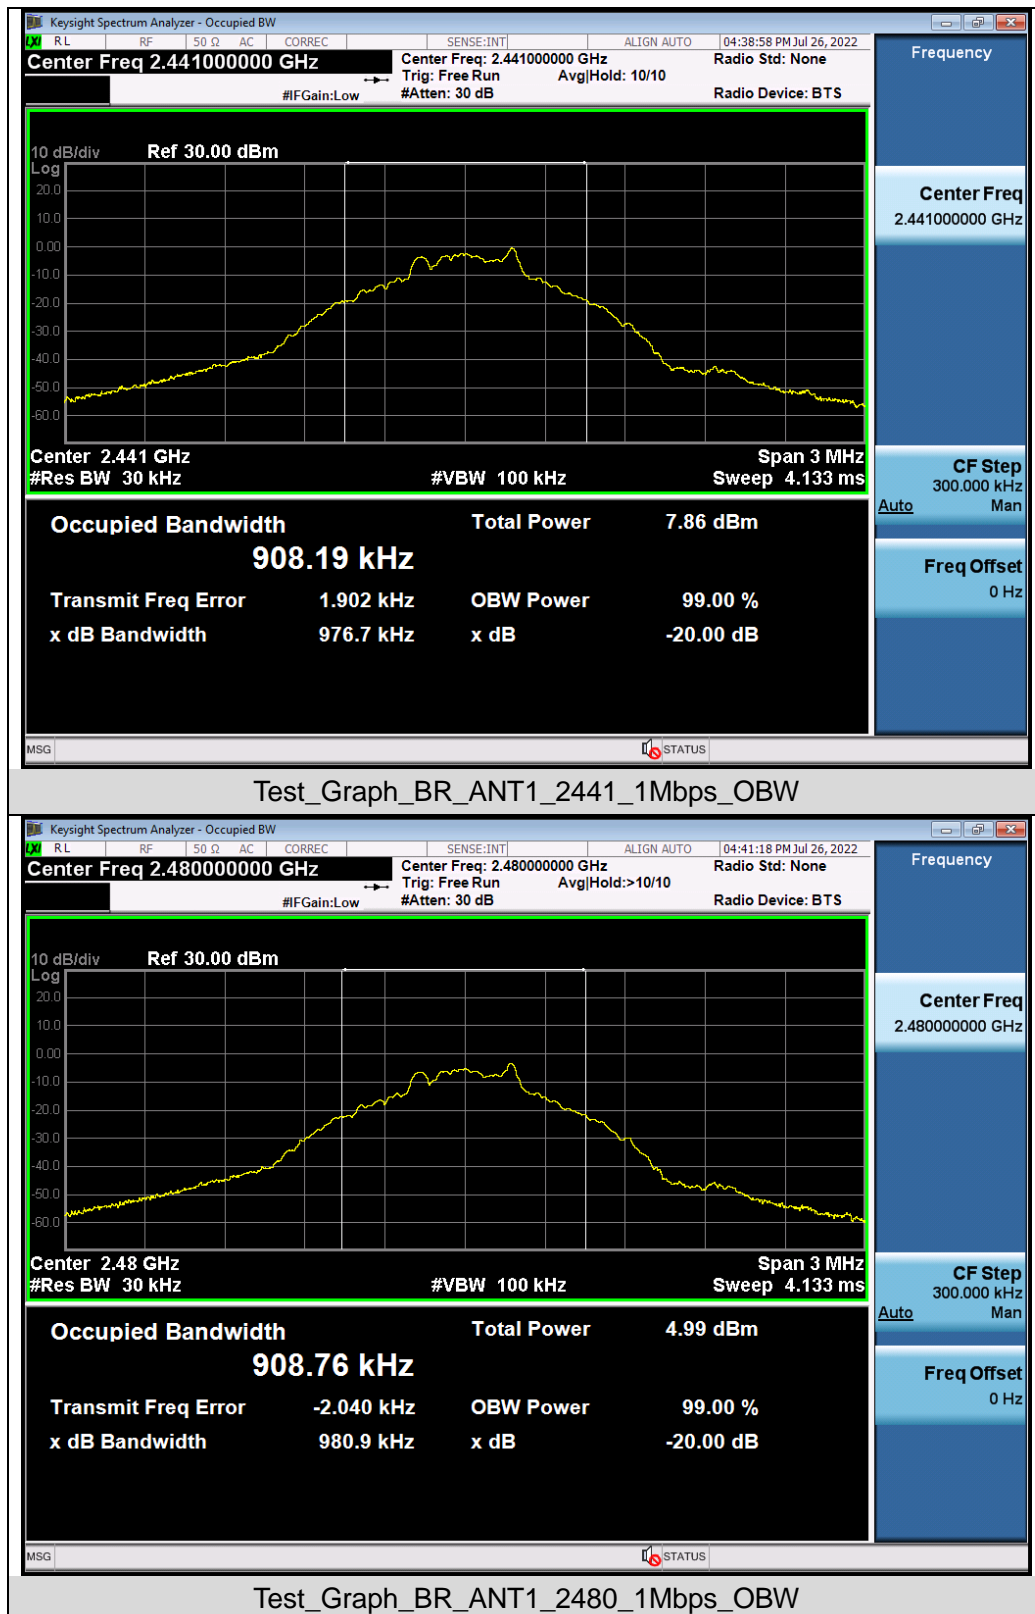 Keysight Spectrum Analyzer - Occupied BW
LXI RL RF 50 Ω AC CORREC SENSE:INT ALIGN AUTO 04:38:58 PM Jul 26, 2022
Center Freq 2.441000000 GHz
Center Freq: 2.441000000 GHz
Radio Std: None
Trig: Free Run Avg|Hold: 10/10
#IFGain:Low
#Atten: 30 dB
Radio Device: BTS
Frequency
10 dB/div Ref 30.00 dBm
Log
20.0
10.0
0.00
-10.0
-20.0
-30.0
-40.0
-50.0
-60.0
Center Freq
2.441000000 GHz
Center 2.441 GHz Span 3 MHz
#Res BW 30 kHz #VBW 100 kHz Sweep 4.133 ms
CF Step
300.000 kHz
Auto Man
Occupied Bandwidth Total Power 7.86 dBm
908.19 kHz
Transmit Freq Error 1.902 kHz OBW Power 99.00 %
x dB Bandwidth 976.7 kHz x dB -20.00 dB
Freq Offset
0 Hz
MSG STATUS
Test_Graph_BR_ANT1_2441_1Mbps_OBW
Keysight Spectrum Analyzer - Occupied BW
LXI RL RF 50 Ω AC CORREC SENSE:INT ALIGN AUTO 04:41:18 PM Jul 26, 2022
Center Freq 2.480000000 GHz
Center Freq: 2.480000000 GHz
Radio Std: None
Trig: Free Run Avg|Hold:>10/10
#IFGain:Low
#Atten: 30 dB
Radio Device: BTS
Frequency
10 dB/div Ref 30.00 dBm
Log
20.0
10.0
0.00
-10.0
-20.0
-30.0
-40.0
-50.0
-60.0
Center Freq
2.480000000 GHz
Center 2.48 GHz Span 3 MHz
#Res BW 30 kHz #VBW 100 kHz Sweep 4.133 ms
CF Step
300.000 kHz
Auto Man
Occupied Bandwidth Total Power 4.99 dBm
908.76 kHz
Transmit Freq Error -2.040 kHz OBW Power 99.00 %
x dB Bandwidth 980.9 kHz x dB -20.00 dB
Freq Offset
0 Hz
MSG STATUS
Test_Graph_BR_ANT1_2480_1Mbps_OBW